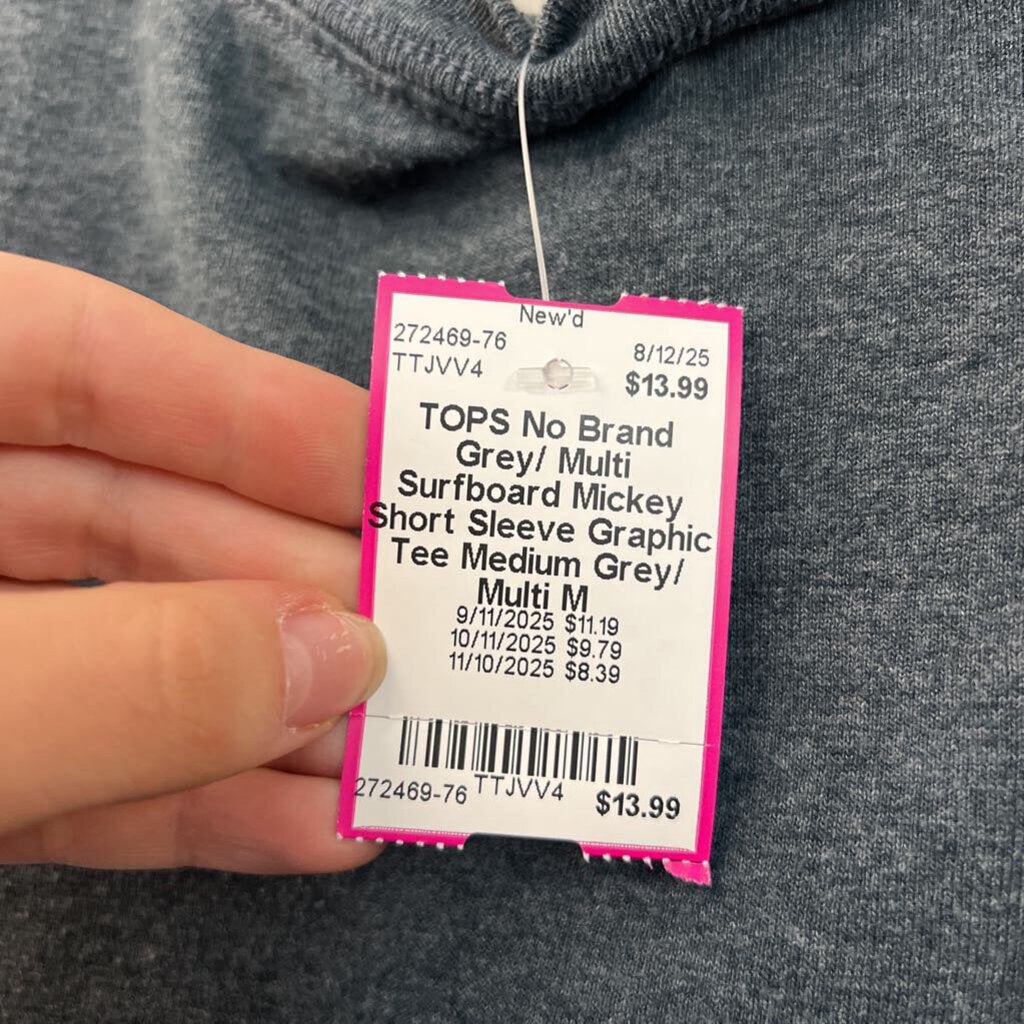 New'd
272469-76
8/12/25
TTJVV4
$13.99
TOPS No Brand
Grey/ Multi
Surfboard Mickey
Short Sleeve Graphic
Tee Medium Grey/
Multi M
9/11/2025 $11.19
10/11/2025 $9.79
11/10/2025 $8.39
272469-76 TTJVV4 $13.99